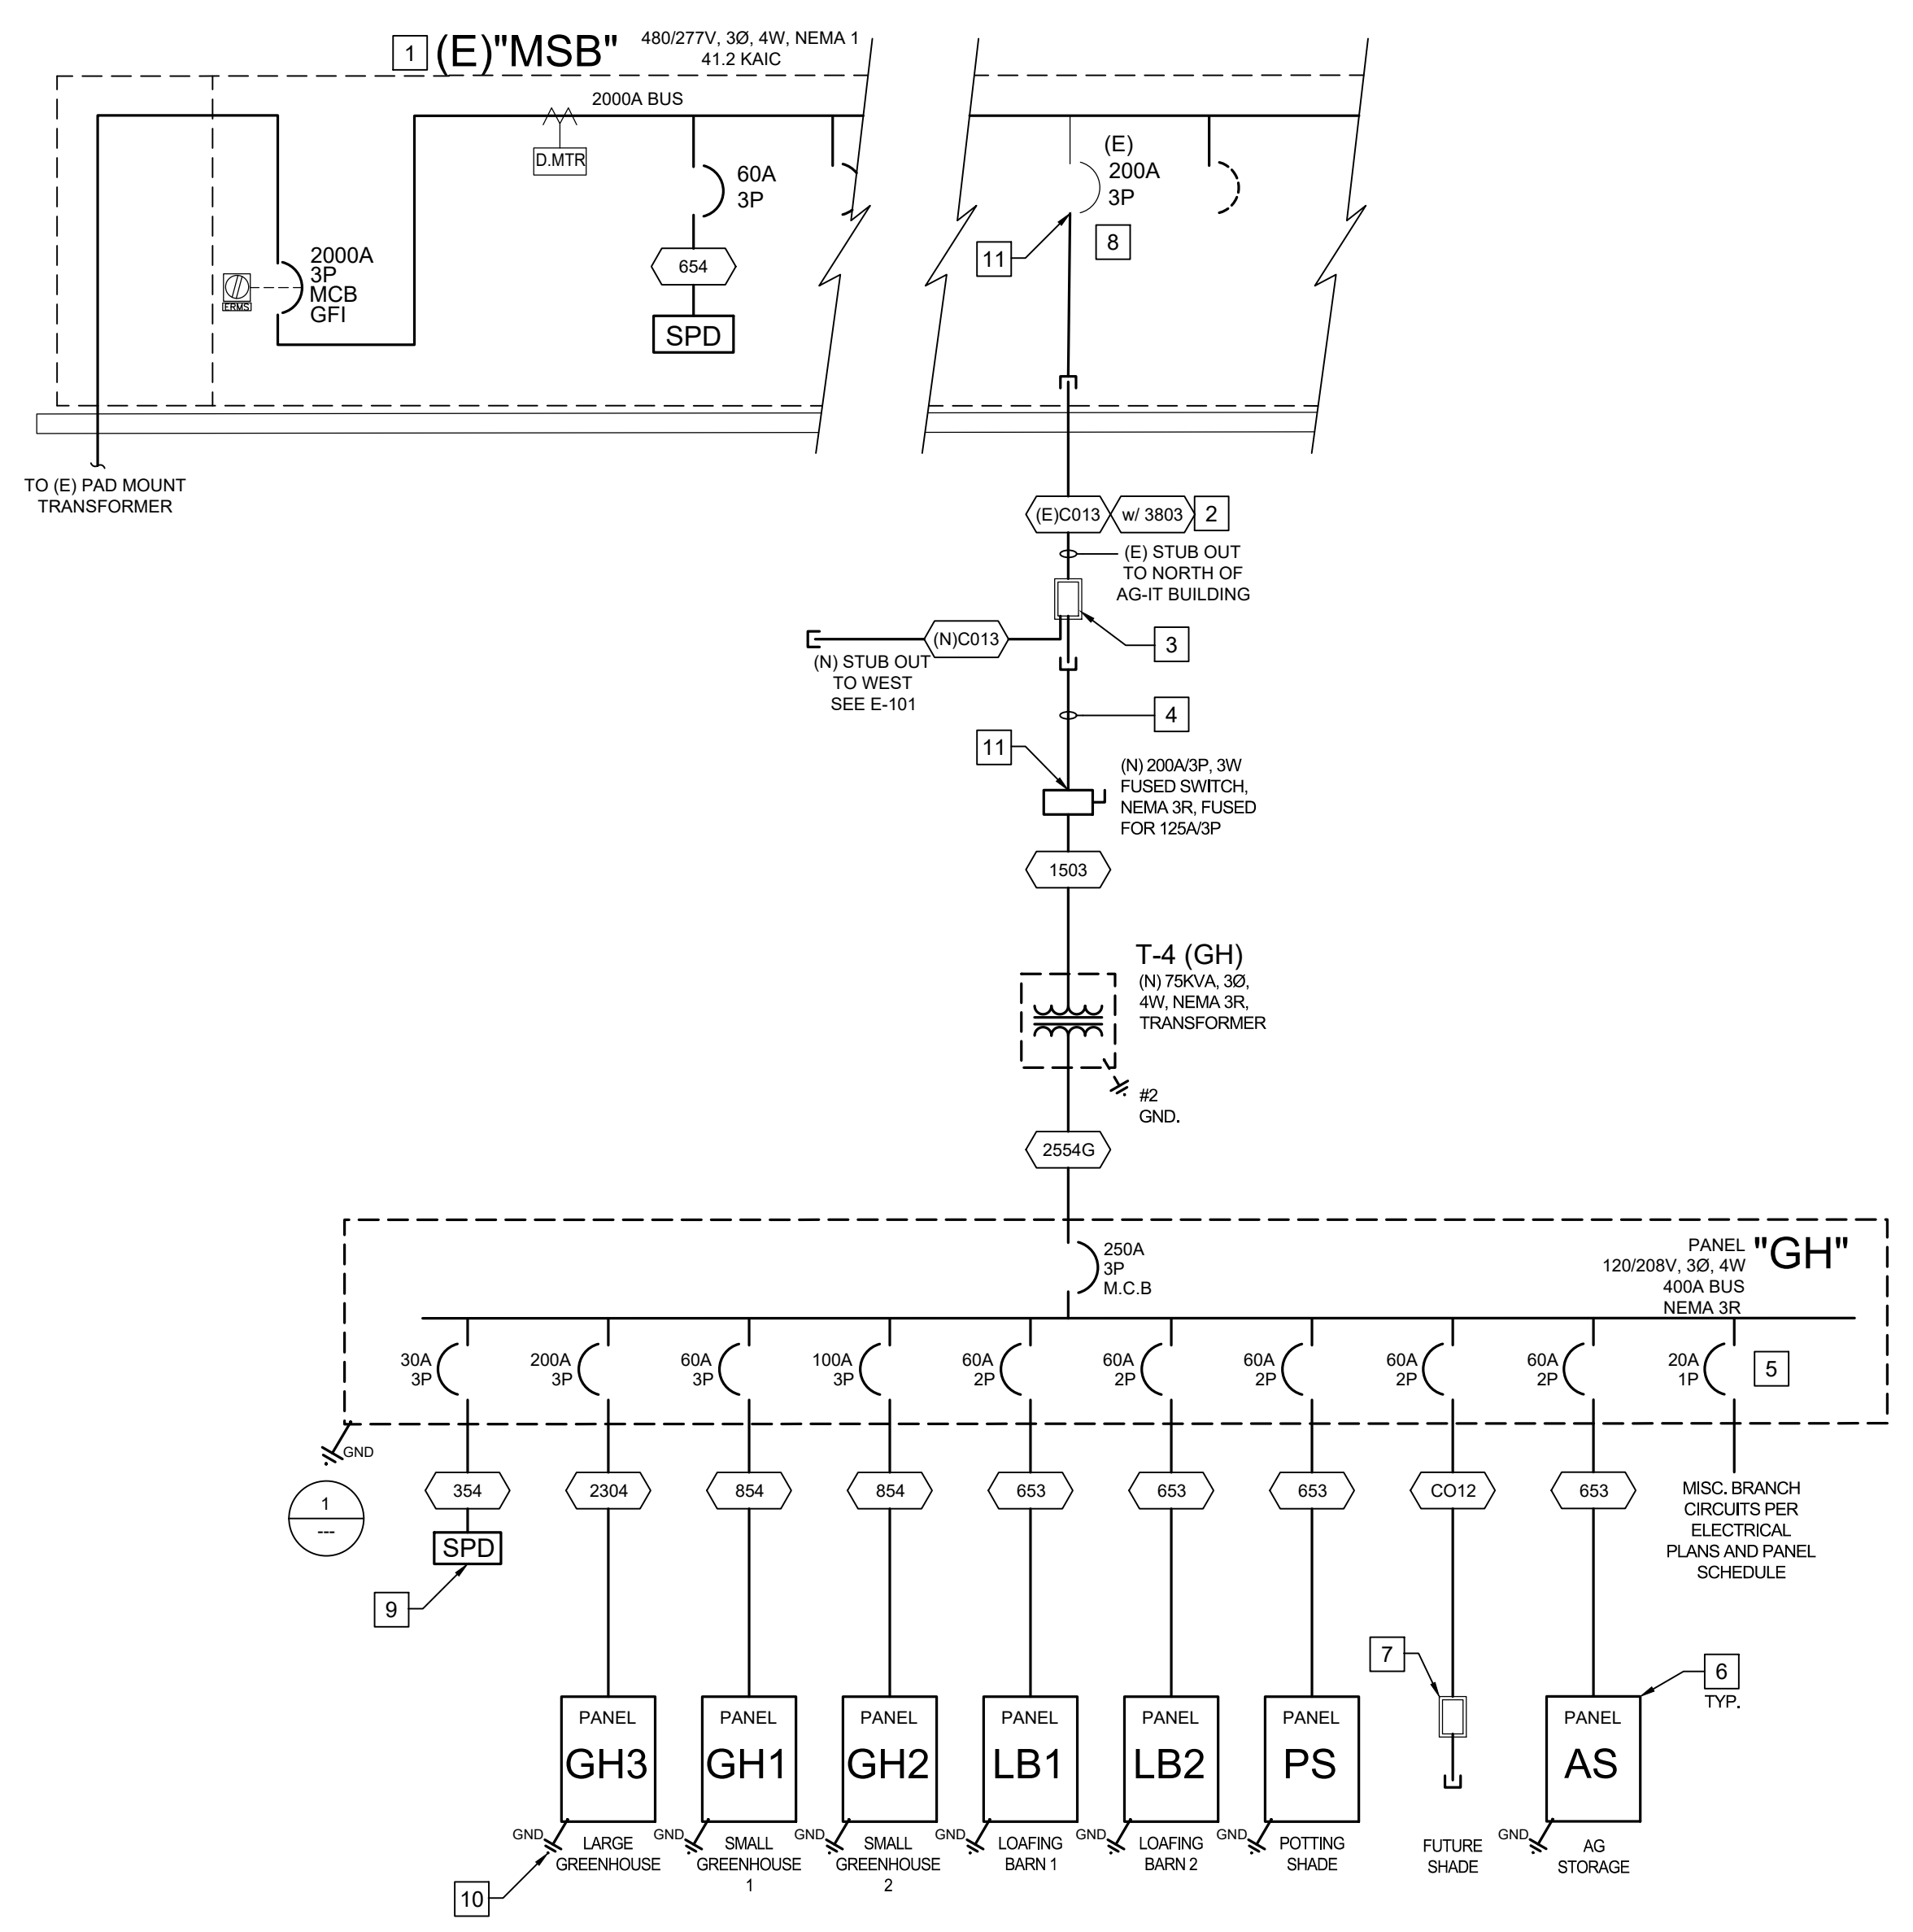 1
(E)"MSB"
480/277V, 3Ø, 4W, NEMA 1
41.2 KAIC
2000A BUS
D.MTR
60A
3P
654
SPD
2000A
3P
MCB
GFI
ERMS
(E)
200A
3P
8
11
TO (E) PAD MOUNT
TRANSFORMER
(E)C013
w/ 3803
2
(E) STUB OUT
TO NORTH OF
AG-IT BUILDING
3
(N)C013
(N) STUB OUT
TO WEST
SEE E-101
4
11
(N) 200A/3P, 3W
FUSED SWITCH,
NEMA 3R, FUSED
FOR 125A/3P
1503
T-4 (GH)
(N) 75KVA, 3Ø,
4W, NEMA 3R,
TRANSFORMER
#2
GND.
2554G
250A
3P
M.C.B
PANEL "GH"
120/208V, 3Ø, 4W
400A BUS
NEMA 3R
30A
3P
200A
3P
60A
3P
100A
3P
60A
2P
60A
2P
60A
2P
60A
2P
60A
2P
20A
1P
5
GND
1
---
354
2304
854
854
653
653
653
CO12
653
MISC. BRANCH
CIRCUITS PER
ELECTRICAL
PLANS AND PANEL
SCHEDULE
SPD
9
7
6
TYP.
PANEL
GH3
GND
LARGE
GREENHOUSE
10
PANEL
GH1
GND
SMALL
GREENHOUSE
1
PANEL
GH2
GND
SMALL
GREENHOUSE
2
PANEL
LB1
GND
LOAFING
BARN 1
PANEL
LB2
GND
LOAFING
BARN 2
PANEL
PS
GND
POTTING
SHADE
FUTURE
SHADE
PANEL
AS
GND
AG
STORAGE